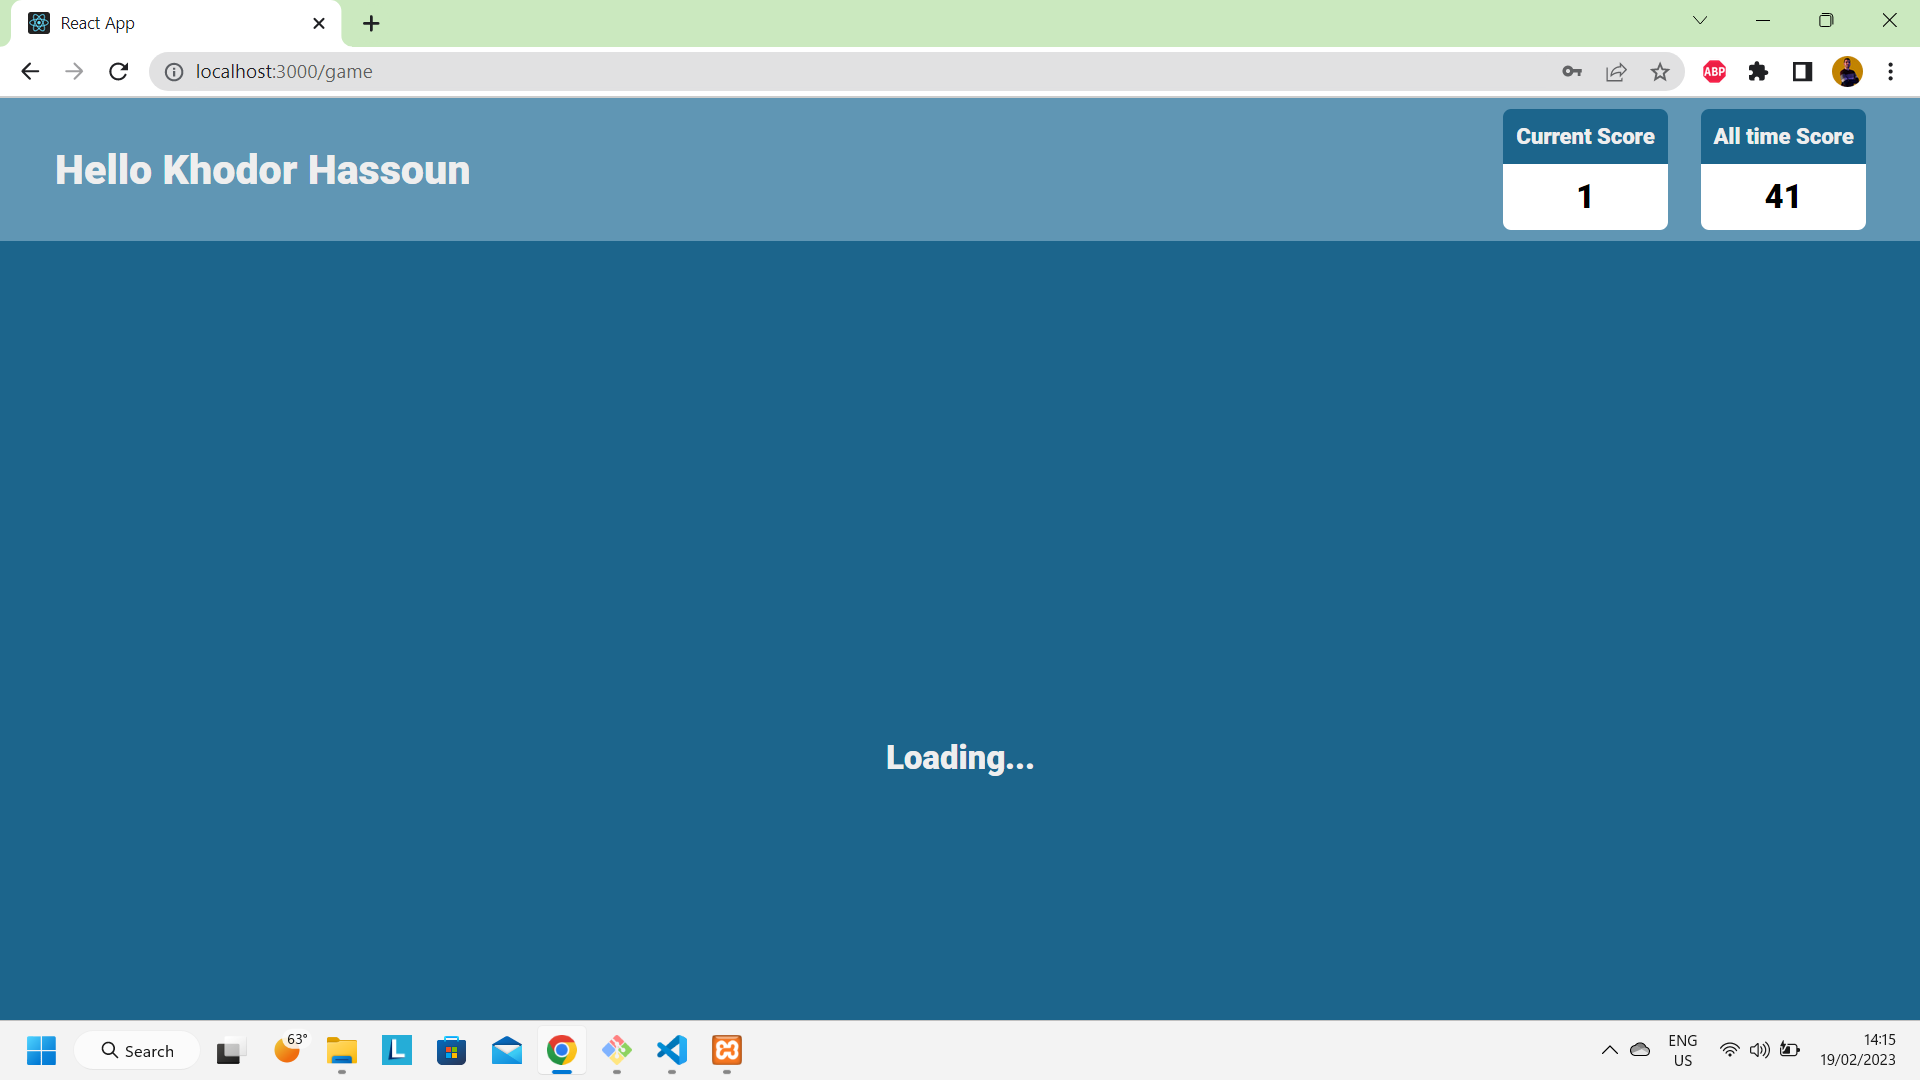 React App
localhost:3000/game
ABP
Hello Khodor Hassoun
Current Score
1
All time Score
41
Loading...
Search
63°
L
ENG
US
14:15
19/02/2023